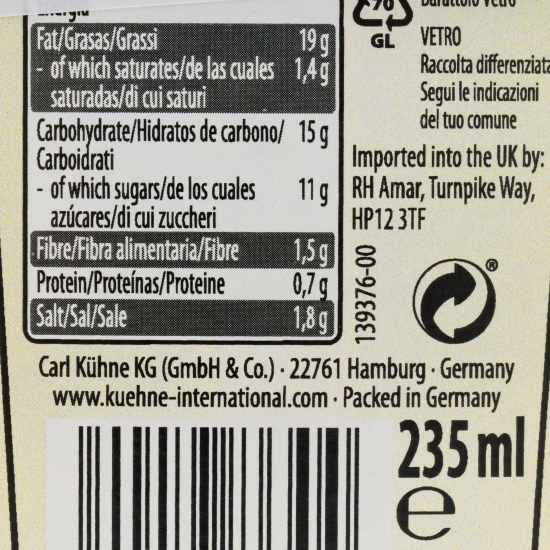 Energía
Fat/Grasas/Grassi 19 g
- of which saturates/de las cuales 1,4 g
saturadas/di cui saturi
Carbohydrate/Hidratos de carbono/ 15 g
Carboidrati
- of which sugars/de los cuales 11 g
azúcares/di cui zuccheri
Fibre/Fibra alimentaria/Fibre 1,5 g
Protein/Proteínas/Proteine 0,7 g
Salt/Sal/Sale 1,8 g
70
GL
Barattolo vetro
VETRO
Raccolta differenziata
Segui le indicazioni
del tuo comune
Imported into the UK by:
RH Amar, Turnpike Way,
HP12 3TF
139376-00
®
Carl Kühne KG (GmbH & Co.) · 22761 Hamburg · Germany
www.kuehne-international.com · Packed in Germany
235 ml
e